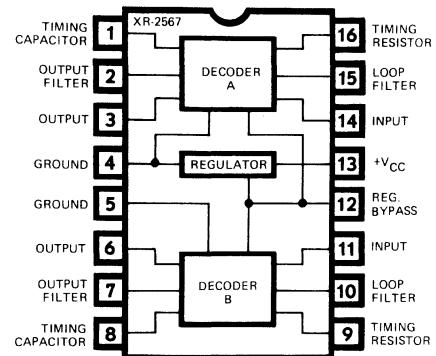 XR-2567
TIMING
CAPACITOR
1
16
TIMING
RESISTOR
OUTPUT
FILTER
2
DECODER
A
15
LOOP
FILTER
OUTPUT
3
14
INPUT
GROUND
4
REGULATOR
13
+VCC
GROUND
5
12
REG.
BYPASS
OUTPUT
6
11
INPUT
OUTPUT
FILTER
7
DECODER
B
10
LOOP
FILTER
TIMING
CAPACITOR
8
9
TIMING
RESISTOR